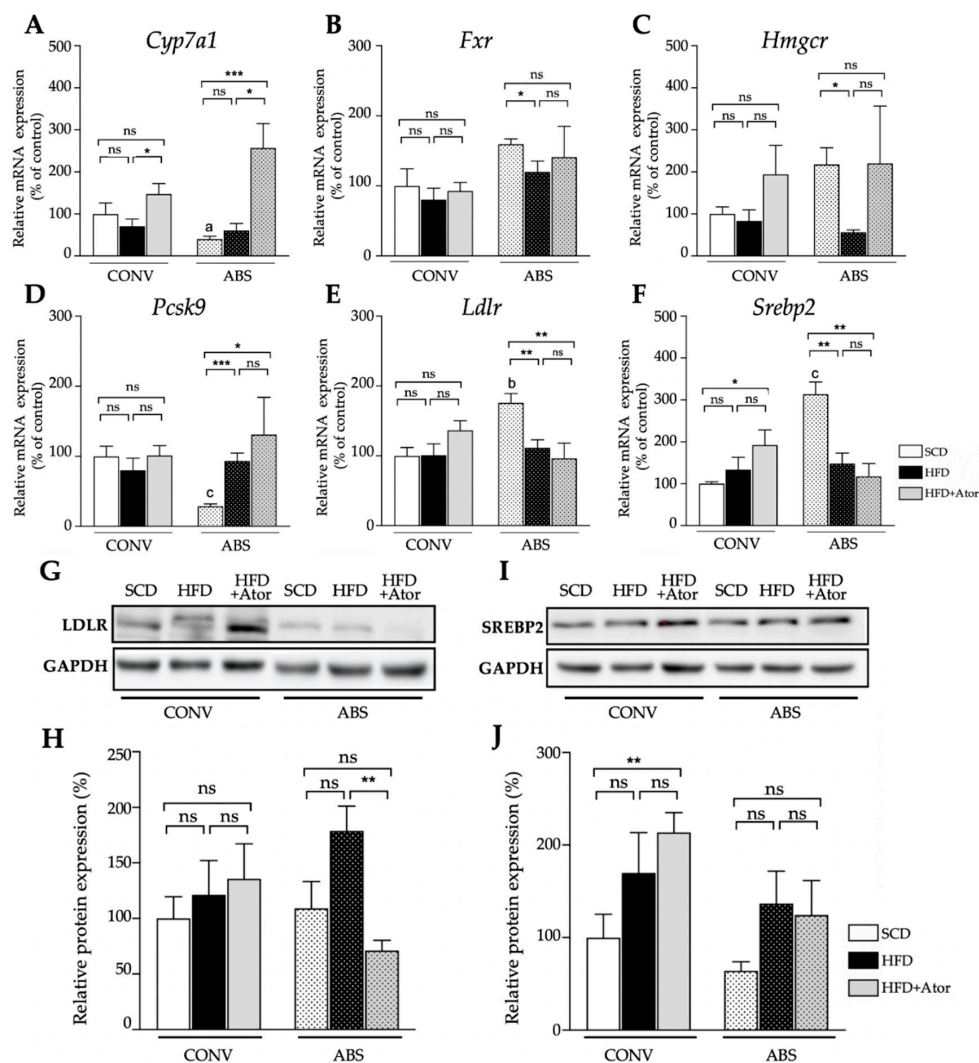 A
Cyp7a1
Relative mRNA expression
(% of control)
500
400
300
200
100
0
ns
ns
*
***
ns
*
a
CONV
ABS
B
Fxr
Relative mRNA expression
(% of control)
300
200
100
0
ns
ns
ns
ns
*
ns
CONV
ABS
C
Hmgcr
Relative mRNA expression
(% of control)
500
400
300
200
100
0
ns
ns
ns
ns
*
ns
CONV
ABS
D
Pcsk9
Relative mRNA expression
(% of control)
300
200
100
0
ns
ns
ns
*
***
ns
c
CONV
ABS
E
Ldlr
Relative mRNA expression
(% of control)
300
200
100
0
ns
ns
ns
**
**
ns
b
CONV
ABS
F
Srebp2
Relative mRNA expression
(% of control)
500
400
300
200
100
0
*
ns
ns
**
**
ns
c
CONV
ABS
SCD
HFD
HFD+Ator
G
SCD
HFD
HFD
+Ator
SCD
HFD
HFD
+Ator
LDLR
GAPDH
CONV
ABS
I
SCD
HFD
HFD
+Ator
SCD
HFD
HFD
+Ator
SREBP2
GAPDH
CONV
ABS
H
Relative protein expression (%)
250
200
150
100
50
0
ns
ns
ns
ns
ns
**
CONV
ABS
J
Relative protein expression (%)
300
200
100
0
**
ns
ns
ns
ns
ns
CONV
ABS
SCD
HFD
HFD+Ator